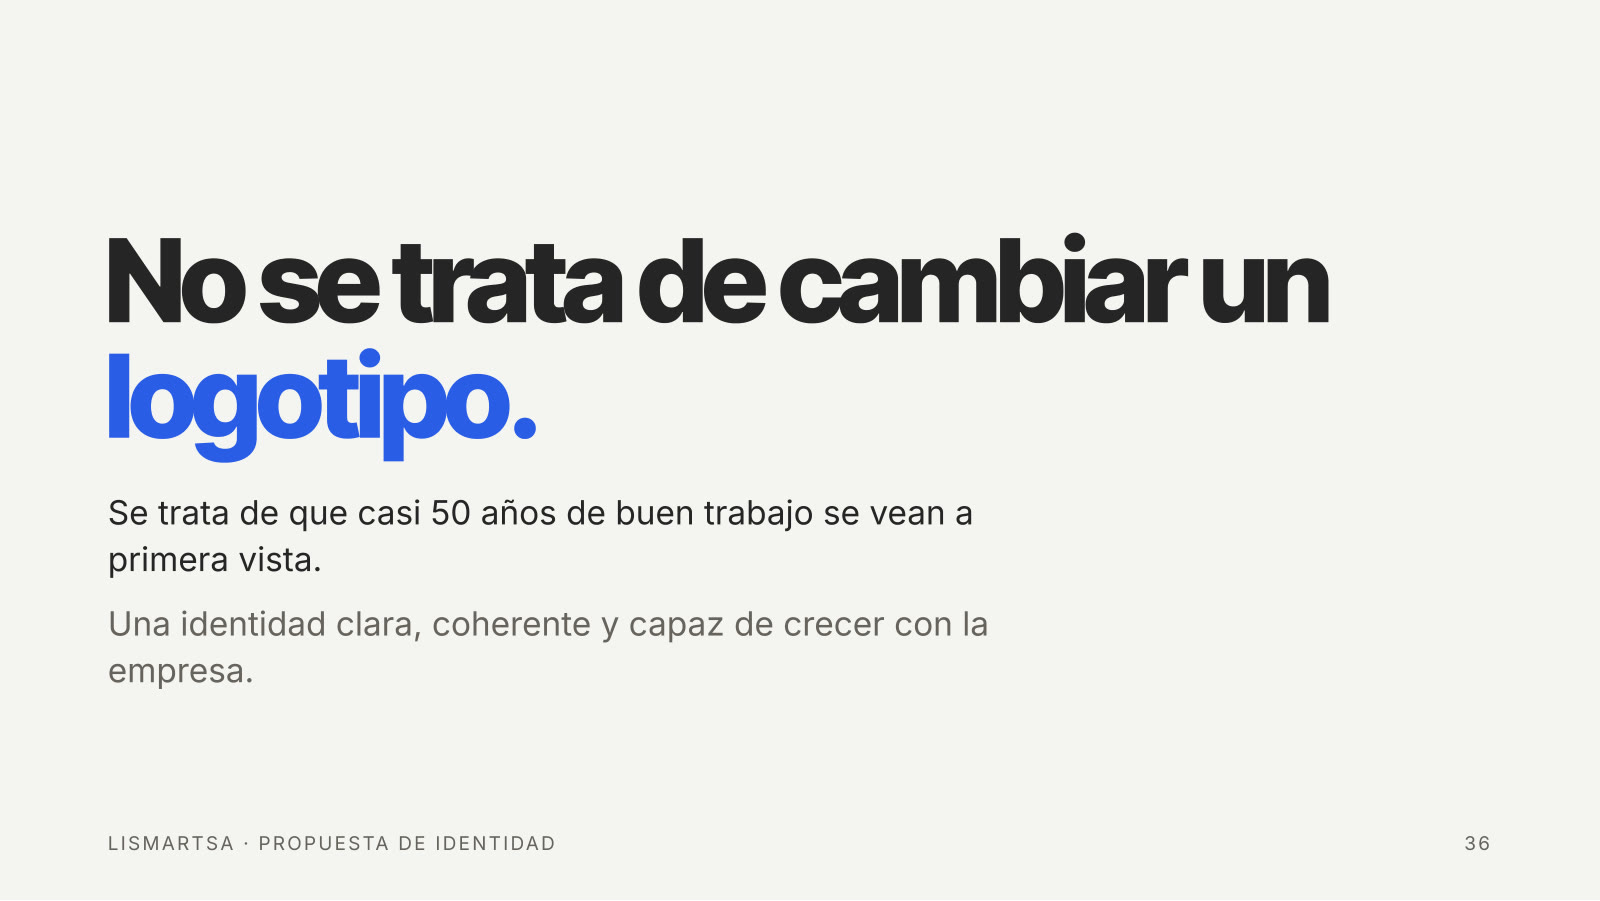 No se trata de cambiar un
logotipo.
Se trata de que casi 50 años de buen trabajo se vean a
primera vista.
Una identidad clara, coherente y capaz de crecer con la
empresa.
LISMARTSA · PROPUESTA DE IDENTIDAD
36